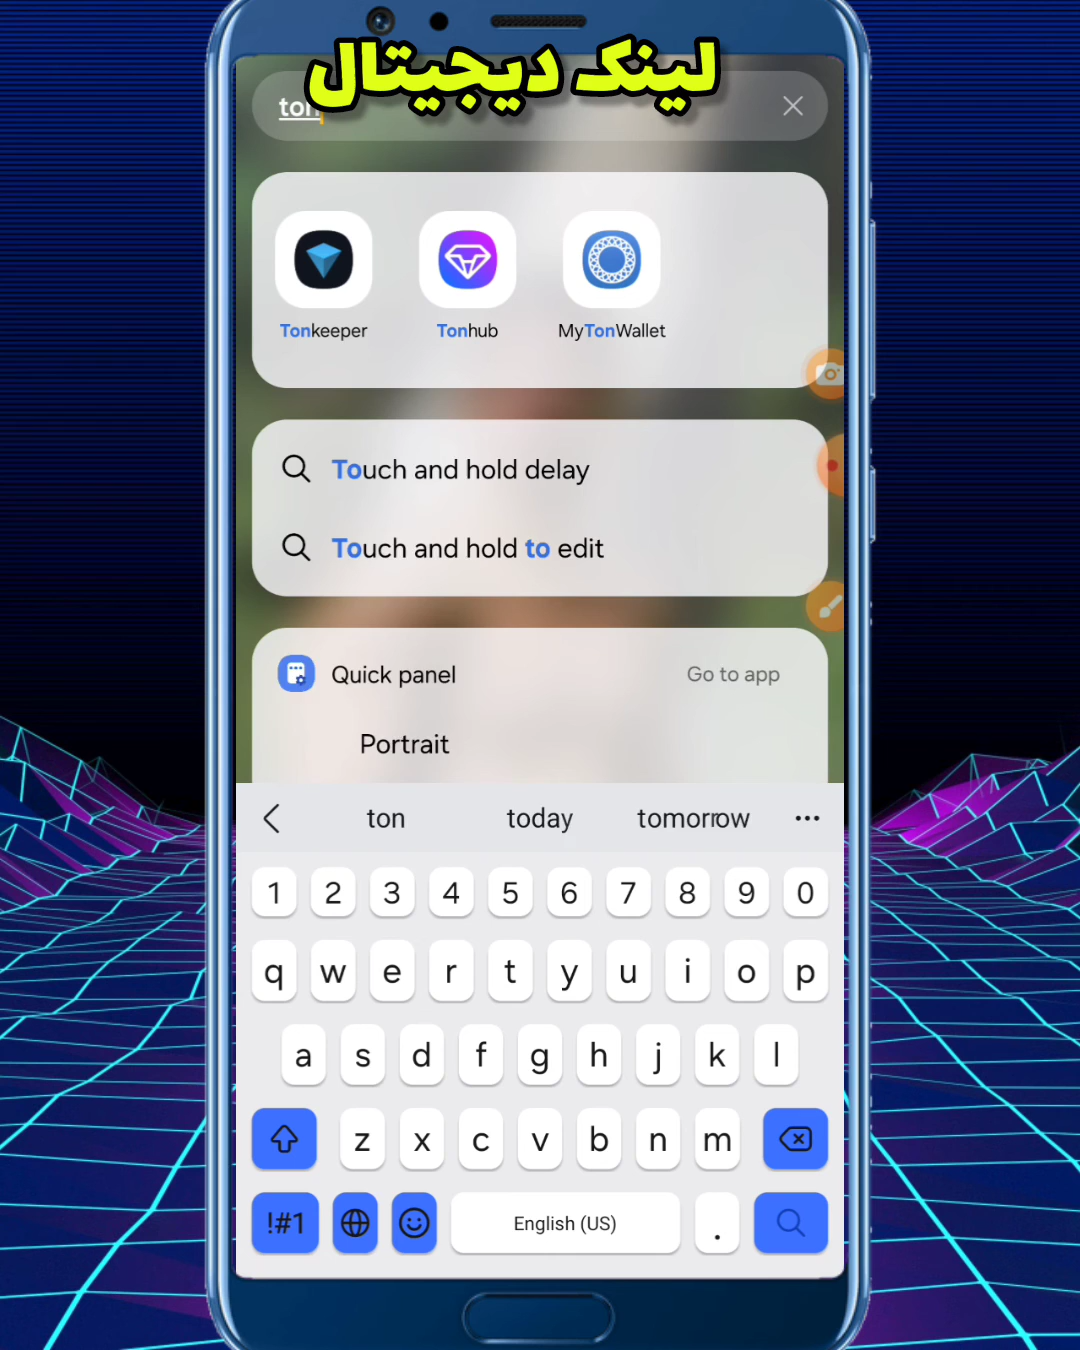 لینک دیجیتال
ton
Tonkeeper
Tonhub
MyTonWallet
Touch and hold delay
Touch and hold to edit
Quick panel
Go to app
Portrait
ton today tomorrow
1 2 3 4 5 6 7 8 9 0
q w e r t y u i o p
a s d f g h j k l
z x c v b n m
!#1 English (US) .